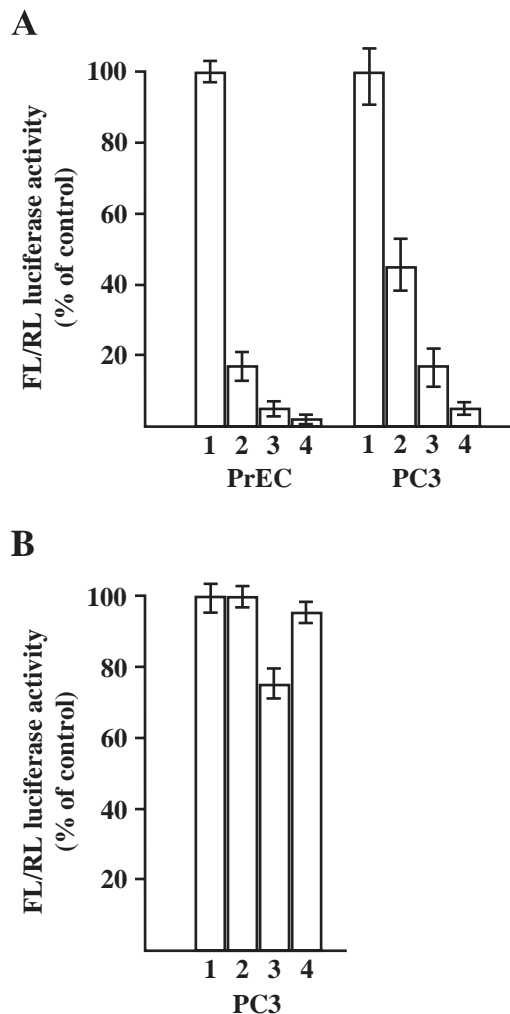 A
FL/RL luciferase activity
(% of control)
100
80
60
40
20
1 2 3 4 1 2 3 4
PrEC PC3
B
FL/RL luciferase activity
(% of control)
100
80
60
40
20
1 2 3 4
PC3